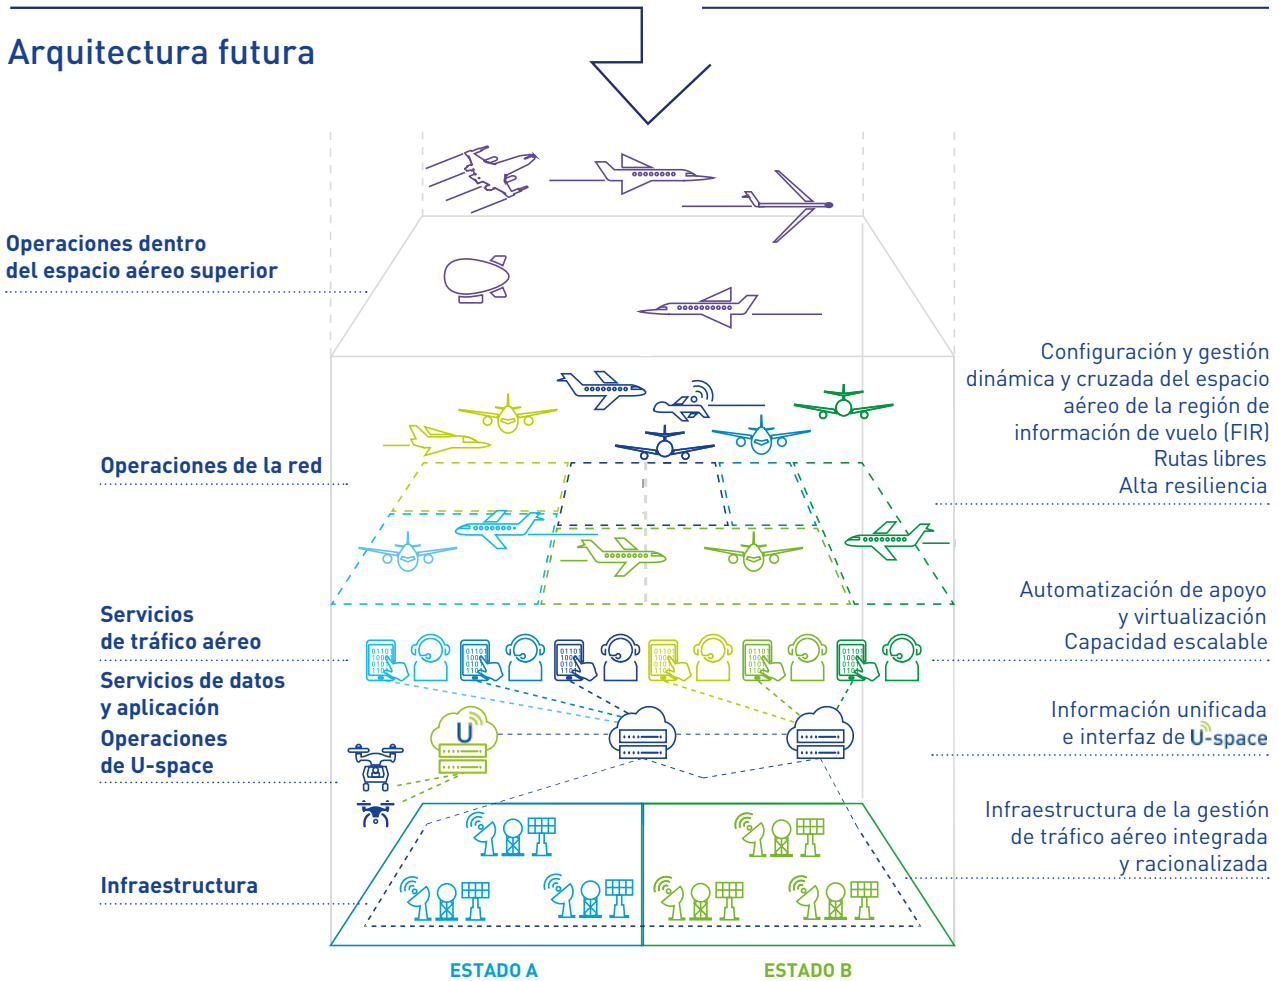 Arquitectura futura
Operaciones dentro
del espacio aéreo superior
Configuración y gestión
dinámica y cruzada del espacio
aéreo de la región de
información de vuelo (FIR)
Rutas libres
Alta resiliencia
Operaciones de la red
Servicios
de tráfico aéreo
Automatización de apoyo
y virtualización
Capacidad escalable
Servicios de datos
y aplicación
Operaciones
de U-space
U
Información unificada
e interfaz de U-space
Infraestructura de la gestión
de tráfico aéreo integrada
y racionalizada
Infraestructura
ESTADO A
ESTADO B